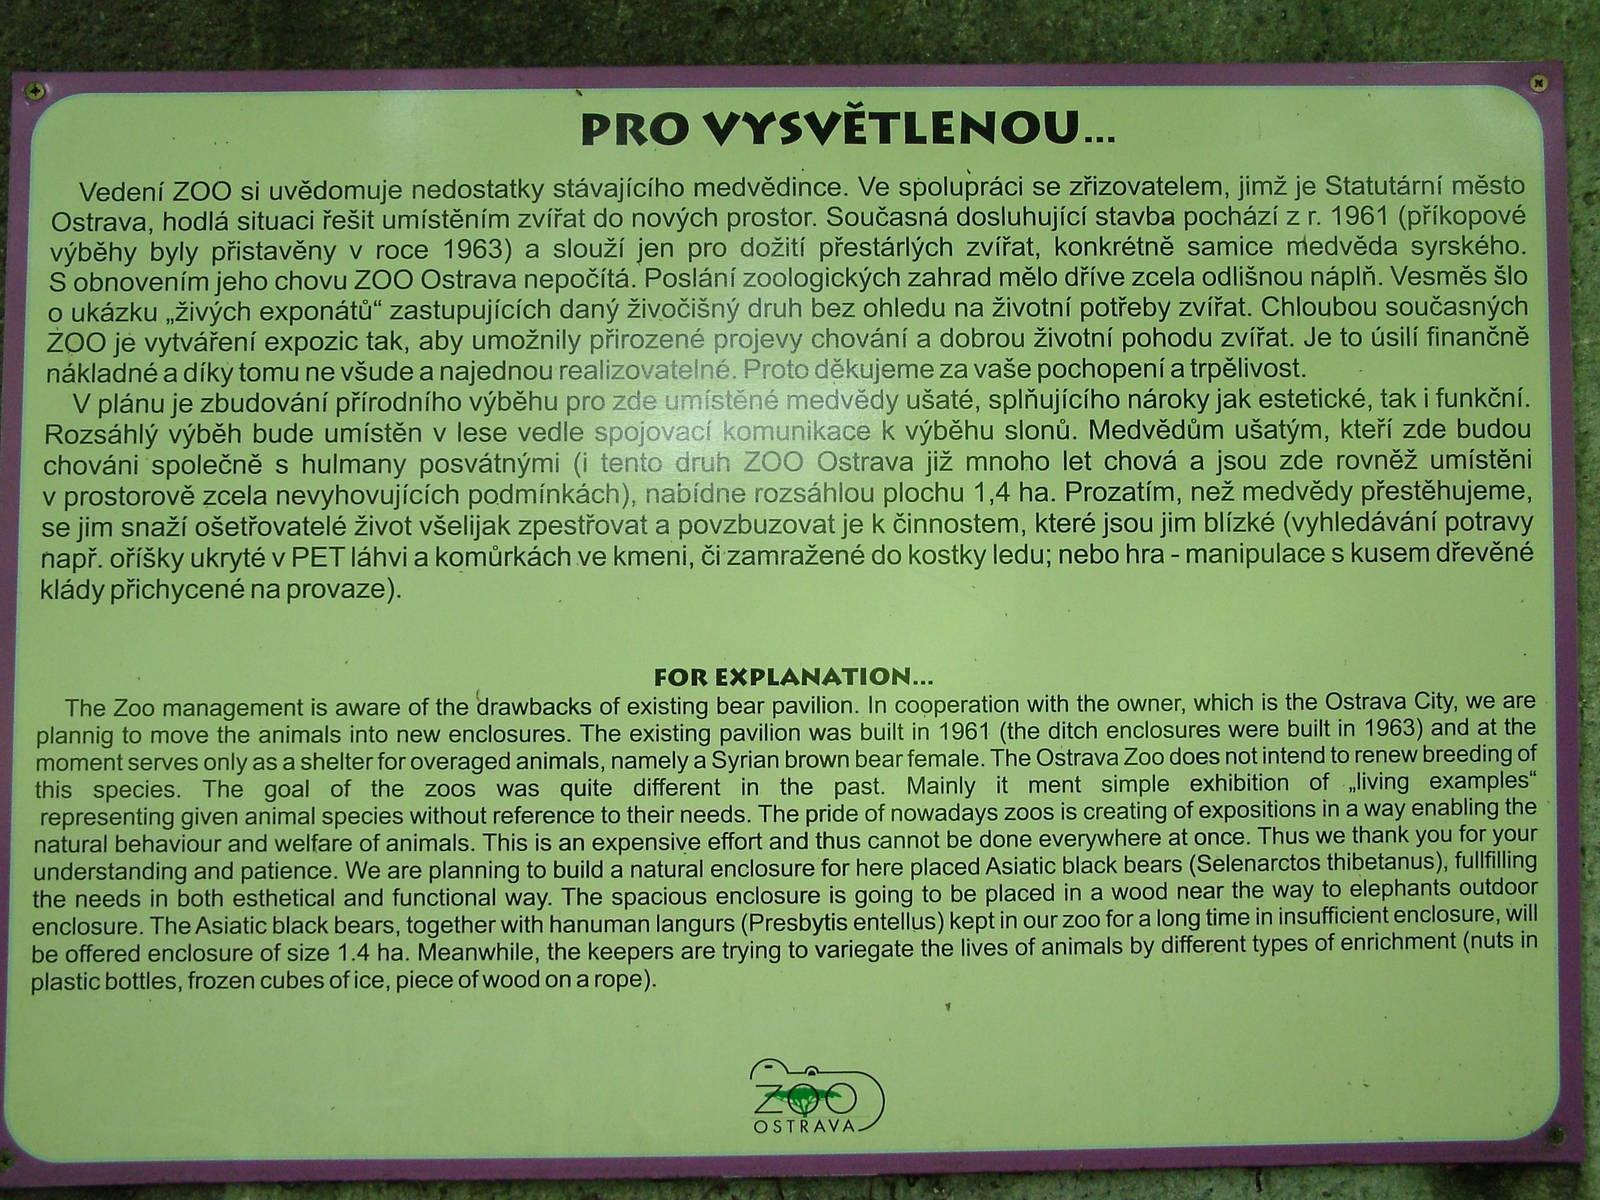 PRO VYSVĚTLENOU...
Vedení ZOO si uvědomuje nedostatky stávajícího medvědince. Ve spolupráci se zřizovatelem, jimž je Statutární město
Ostrava, hodlá situaci řešit umístěním zvířat do nových prostor. Současná dosluhující stavba pochází z r. 1961 (příkopové
výběhy byly přistavěny v roce 1963) a slouží jen pro dožití přestárlých zvířat, konkrétně samice medvěda syrského.
S obnovením jeho chovu ZOO Ostrava nepočítá. Poslání zoologických zahrad mělo dříve zcela odlišnou náplň. Vesměs šlo
o ukázku „živých exponátů“ zastupujících daný živočišný druh bez ohledu na životní potřeby zvířat. Chloubou současných
ZOO je vytváření expozic tak, aby umožnily přirozené projevy chování a dobrou životní pohodu zvířat. Je to úsilí finančně
nákladné a díky tomu ne všude a najednou realizovatelné. Proto děkujeme za vaše pochopení a trpělivost.
V plánu je zbudování přírodního výběhu pro zde umístěné medvědy ušaté, splňujícího nároky jak estetické, tak i funkční.
Rozsáhlý výběh bude umístěn v lese vedle spojovací komunikace k výběhu slonů. Medvědům ušatým, kteří zde budou
chováni společně s hulmany posvátnými (i tento druh ZOO Ostrava již mnoho let chová a jsou zde rovněž umístěni
v prostorově zcela nevyhovujících podmínkách), nabídne rozsáhlou plochu 1,4 ha. Prozatím, než medvědy přestěhujeme,
se jim snaží ošetřovatelé život všelijak zpestřovat a povzbuzovat je k činnostem, které jsou jim blízké (vyhledávání potravy
např. oříšky ukryté v PET láhvi a komůrkách ve kmeni, či zamražené do kostky ledu; nebo hra - manipulace s kusem dřevěné
klády přichycené na provaze).
FOR EXPLANATION...
The Zoo management is aware of the drawbacks of existing bear pavilion. In cooperation with the owner, which is the Ostrava City, we are
plannig to move the animals into new enclosures. The existing pavilion was built in 1961 (the ditch enclosures were built in 1963) and at the
moment serves only as a shelter for overaged animals, namely a Syrian brown bear female. The Ostrava Zoo does not intend to renew breeding of
this species. The goal of the zoos was quite different in the past. Mainly it ment simple exhibition of „living examples“
representing given animal species without reference to their needs. The pride of nowadays zoos is creating of expositions in a way enabling the
natural behaviour and welfare of animals. This is an expensive effort and thus cannot be done everywhere at once. Thus we thank you for your
understanding and patience. We are planning to build a natural enclosure for here placed Asiatic black bears (Selenarctos thibetanus), fullfilling
the needs in both esthetical and functional way. The spacious enclosure is going to be placed in a wood near the way to elephants outdoor
enclosure. The Asiatic black bears, together with hanuman langurs (Presbytis entellus) kept in our zoo for a long time in insufficient enclosure, will
be offered enclosure of size 1.4 ha. Meanwhile, the keepers are trying to variegate the lives of animals by different types of enrichment (nuts in
plastic bottles, frozen cubes of ice, piece of wood on a rope).
ZOO
OSTRAVA